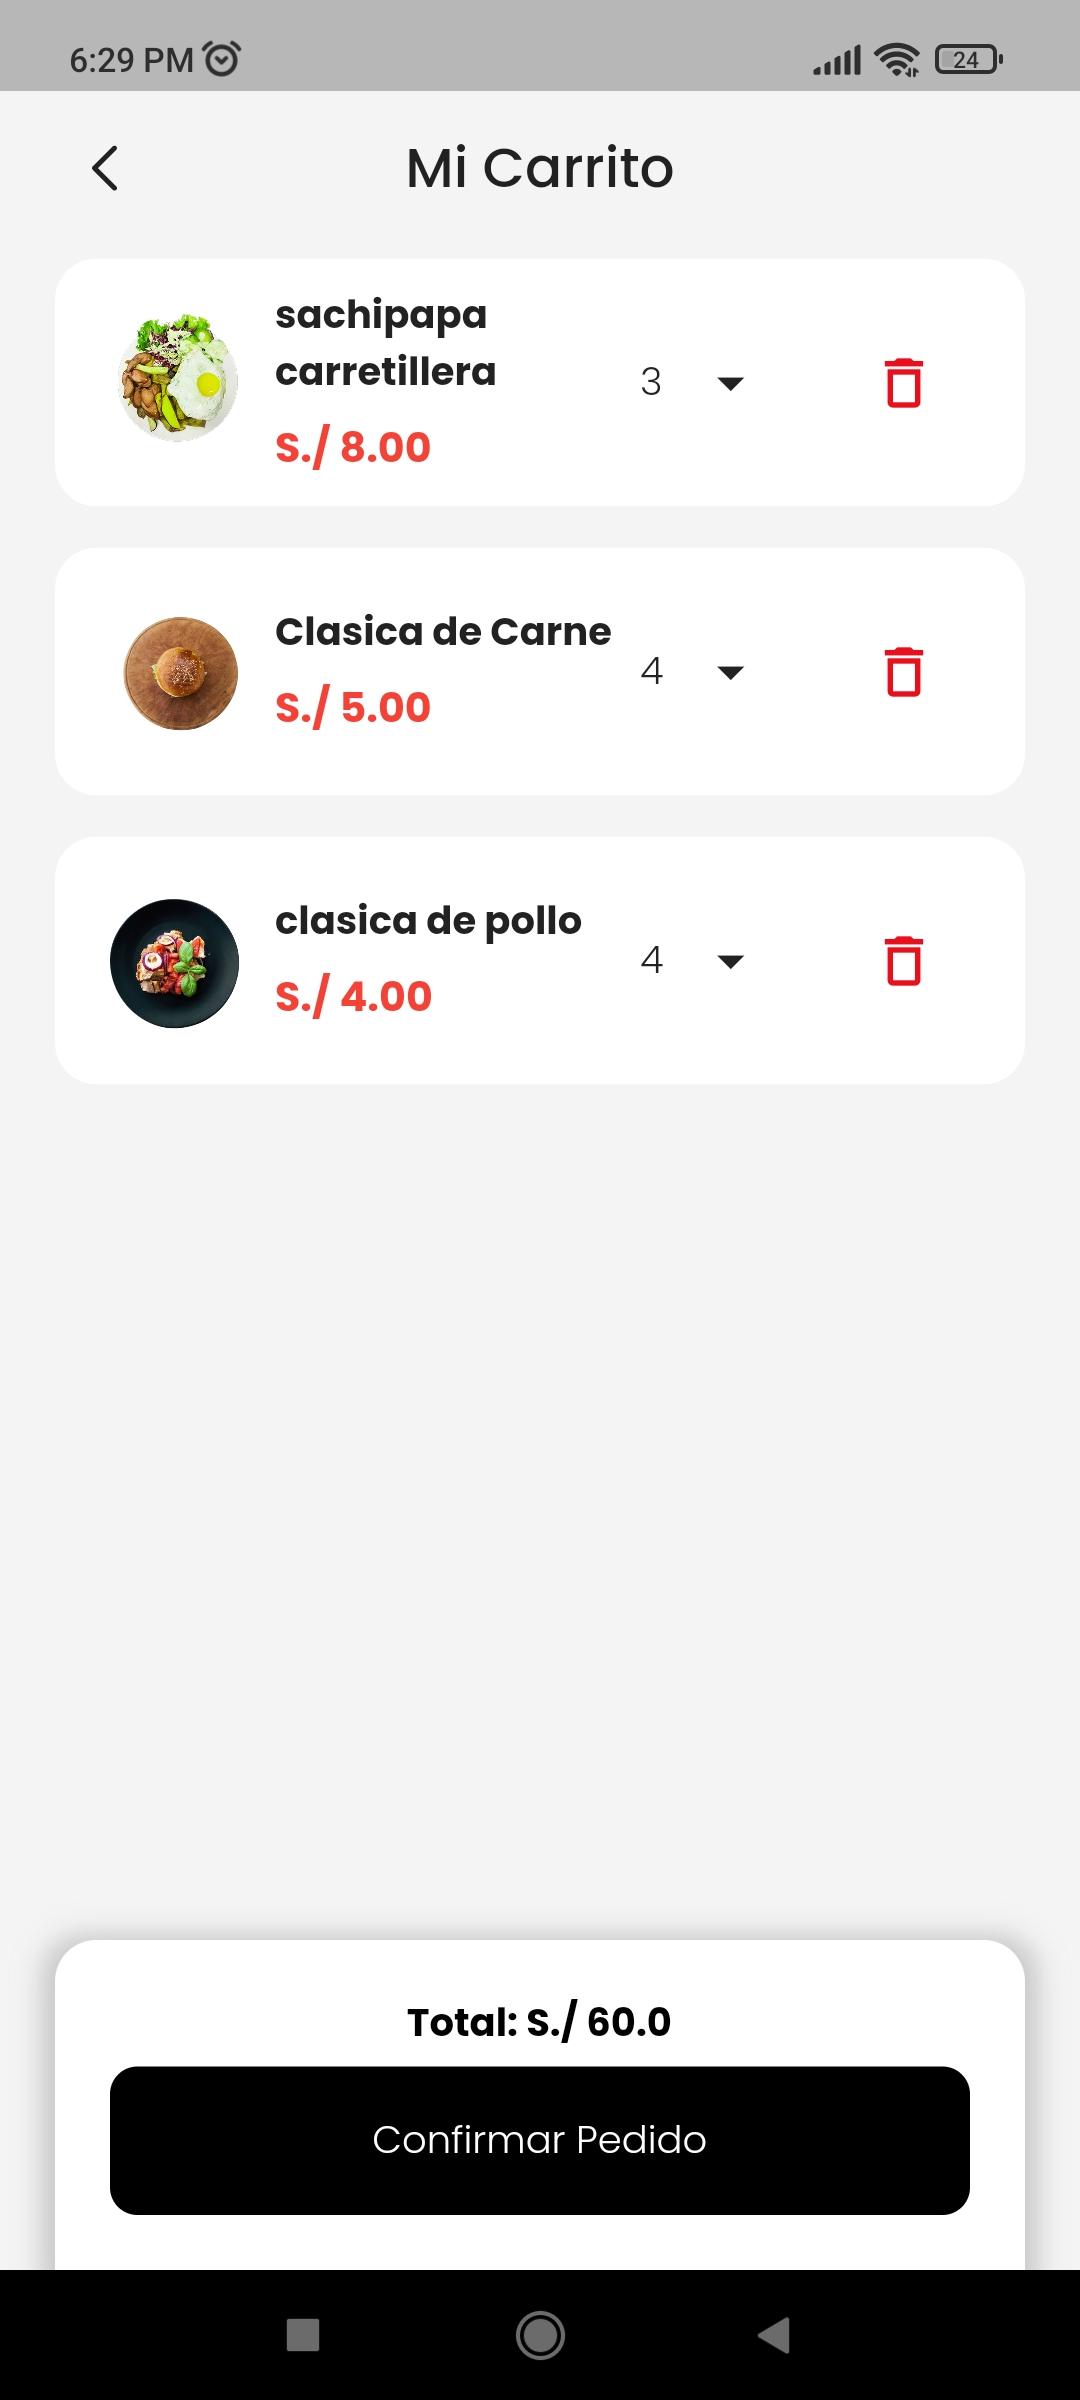 6:29 PM
24
Mi Carrito
sachipapa
carretillera
3
S./ 8.00
Clasica de Carne
4
S./ 5.00
clasica de pollo
4
S./ 4.00
Total: S./ 60.0
Confirmar Pedido